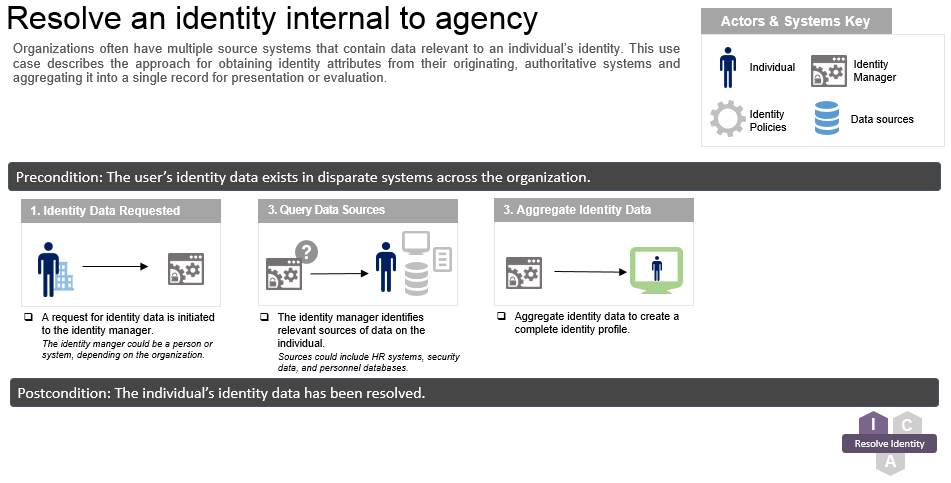 Resolve an identity internal to agency
Organizations often have multiple source systems that contain data relevant to an individual's identity. This use
case describes the approach for obtaining identity attributes from their originating, authoritative systems and
aggregating it into a single record for presentation or evaluation.
Actors & Systems Key
Individual
Identity
Manager
Identity
Policies
Data sources
Precondition: The user's identity data exists in disparate systems across the organization.
1. Identity Data Requested
A request for identity data is initiated
to the identity manager.
The identity manger could be a person or
system, depending on the organization.
3. Query Data Sources
?
The identity manager identifies
relevant sources of data on the
individual.
Sources could include HR systems, security
data, and personnel databases.
3. Aggregate Identity Data
Aggregate identity data to create a
complete identity profile.
Postcondition: The individual's identity data has been resolved.
I C
Resolve Identity
A